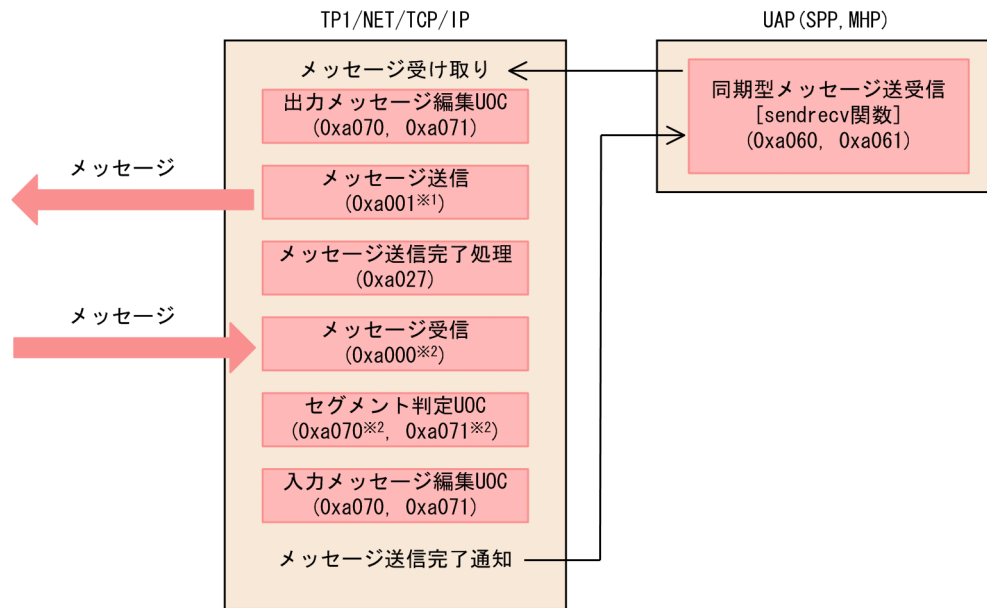 TP1/NET/TCP/IP
UAP(SPP,MHP)
メッセージ受け取り
出力メッセージ編集UOC
(0xa070, 0xa071)
同期型メッセージ送受信
[sendrecv関数]
(0xa060, 0xa061)
メッセージ
メッセージ送信
(0xa001※1)
メッセージ送信完了処理
(0xa027)
メッセージ
メッセージ受信
(0xa000※2)
セグメント判定UOC
(0xa070※2, 0xa071※2)
入力メッセージ編集UOC
(0xa070, 0xa071)
メッセージ送信完了通知